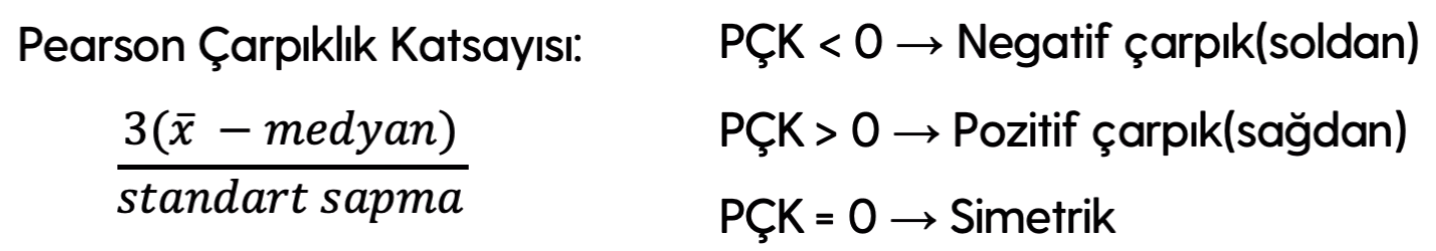 Pearson Çarpıklık Katsayısı:
3(x̄ − medyan)
standart sapma
PÇK < 0 → Negatif çarpık(soldan)
PÇK > 0 → Pozitif çarpık(sağdan)
PÇK = 0 → Simetrik